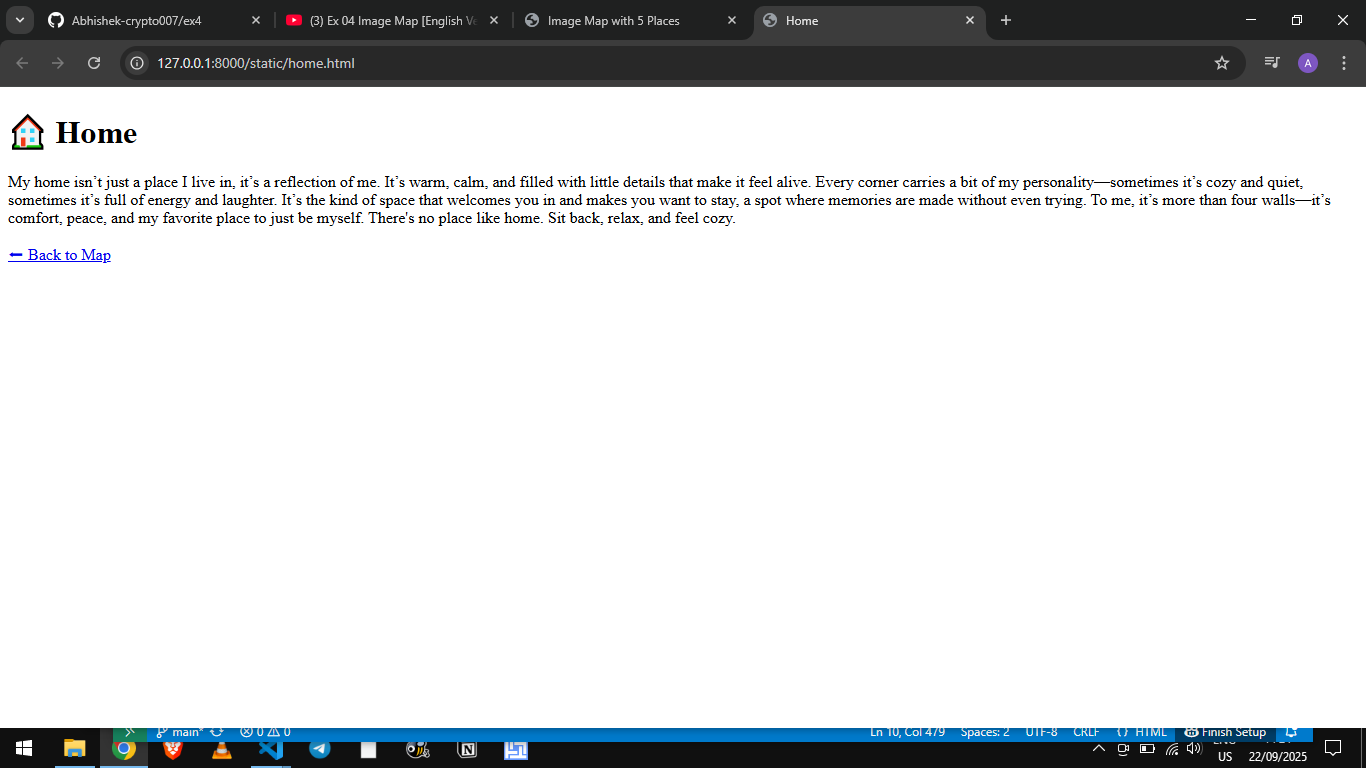 Abhishek-crypto007/ex4
(3) Ex 04 Image Map [English Ve
Image Map with 5 Places
Home
127.0.0.1:8000/static/home.html
A
🏠 Home
My home isn’t just a place I live in, it’s a reflection of me. It’s warm, calm, and filled with little details that make it feel alive. Every corner carries a bit of my personality—sometimes it’s cozy and quiet,
sometimes it’s full of energy and laughter. It’s the kind of space that welcomes you in and makes you want to stay, a spot where memories are made without even trying. To me, it’s more than four walls—it’s
comfort, peace, and my favorite place to just be myself. There's no place like home. Sit back, relax, and feel cozy.
⬅ Back to Map
main* 0 0 Ln 10, Col 479 Spaces: 2 UTF-8 CRLF {} HTML Finish Setup
ENG
US 22/09/2025